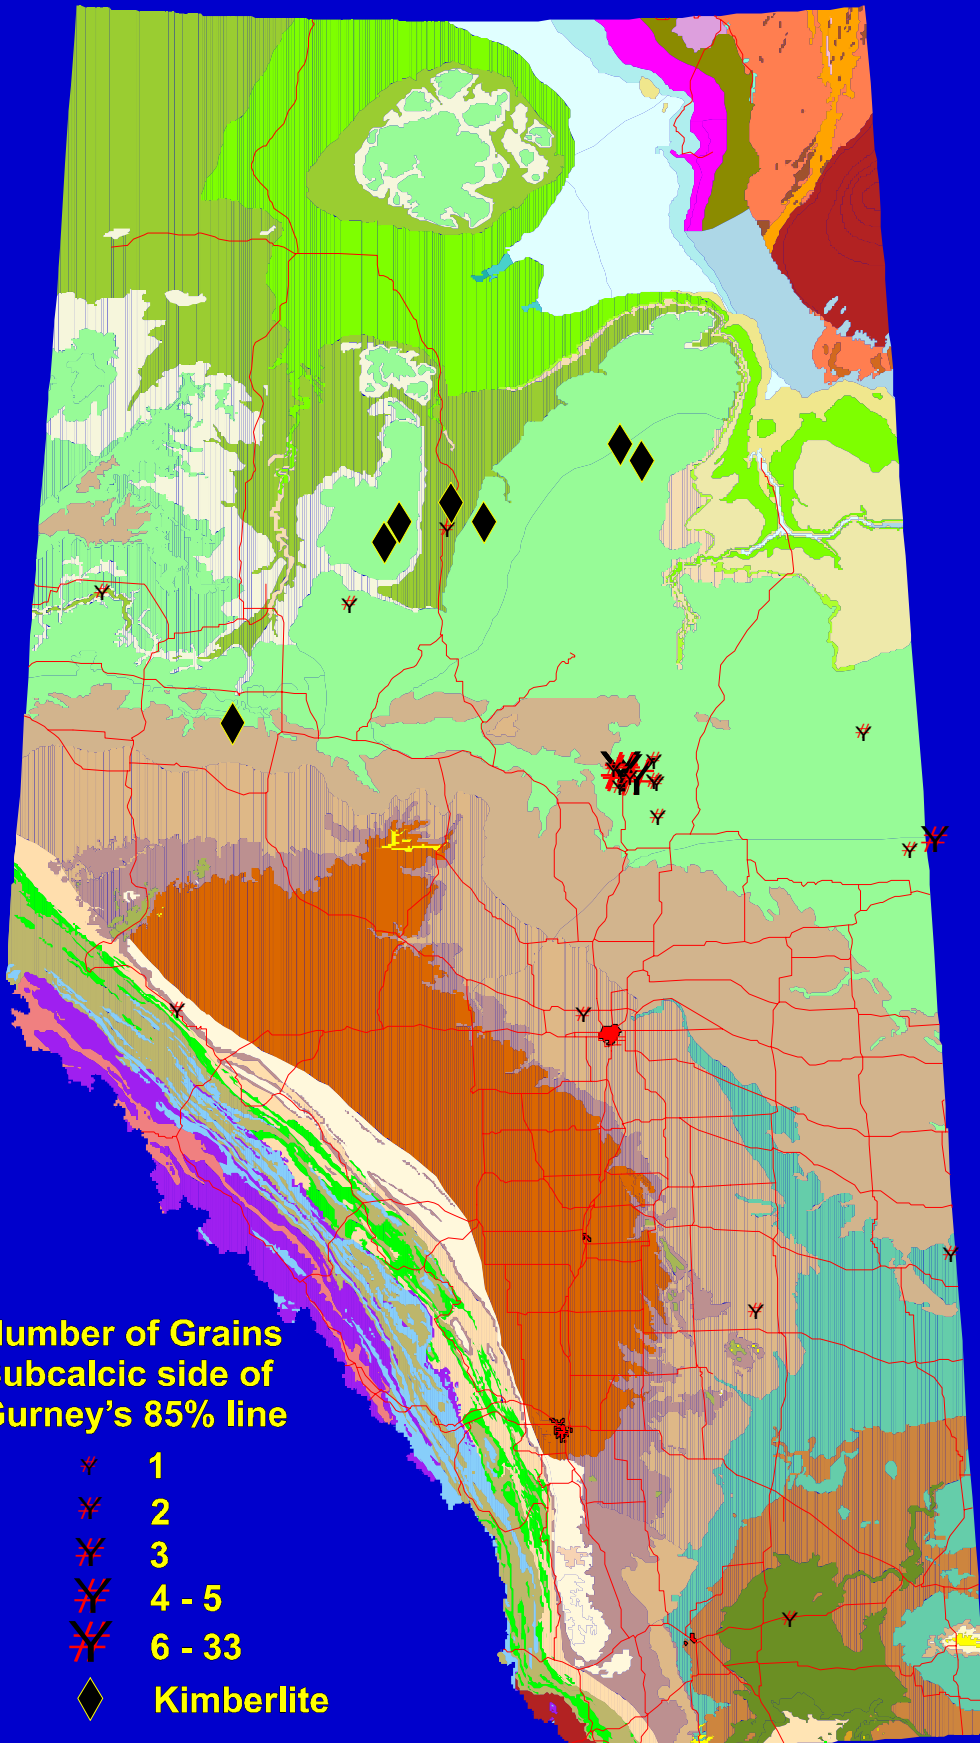 umber of Grains
ubcalcic side of
urney's 85% line
1
2
3
4 - 5
6 - 33
Kimberlite